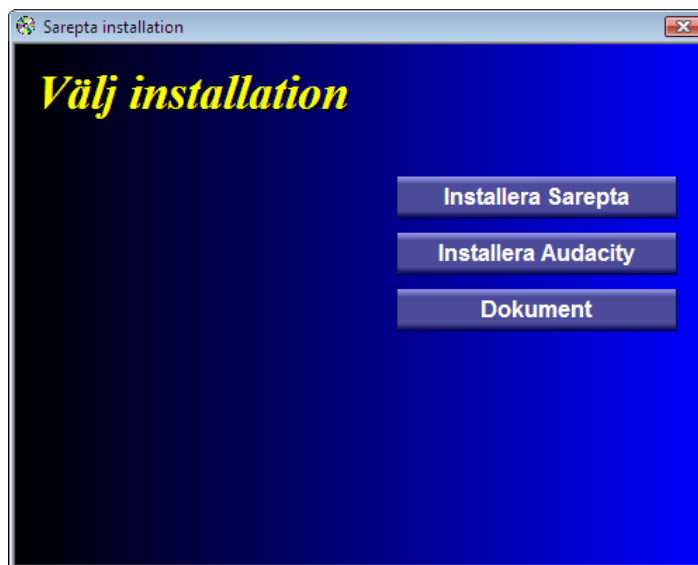 Sarepta installation
Välj installation
Installera Sarepta
Installera Audacity
Dokument